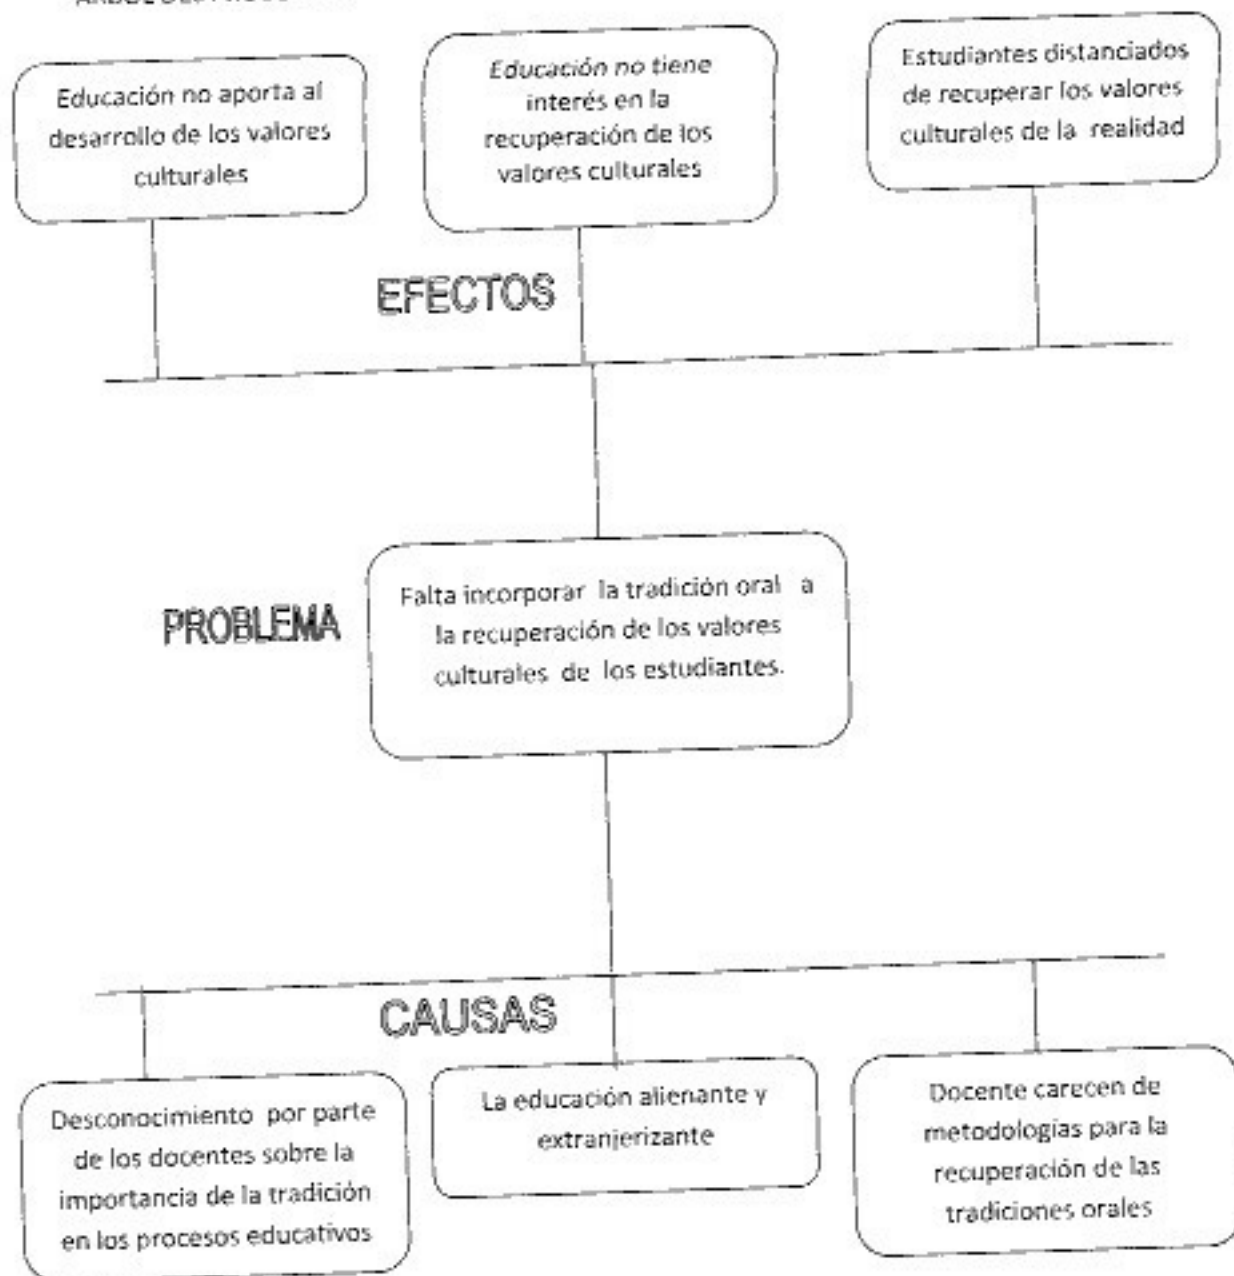 Educación no aporta al
desarrollo de los valores
culturales
Educación no tiene
interés en la
recuperación de los
valores culturales
Estudiantes distanciados
de recuperar los valores
culturales de la realidad
EFECTOS
PROBLEMA
Falta incorporar la tradición oral a
la recuperación de los valores
culturales de los estudiantes.
CAUSAS
Desconocimiento por parte
de los docentes sobre la
importancia de la tradición
en los procesos educativos
La educación alienante y
extranjerizante
Docente carecen de
metodologías para la
recuperación de las
tradiciones orales